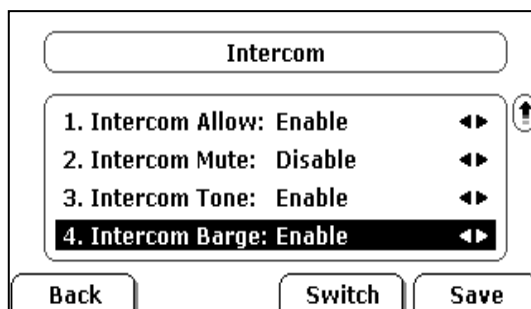 Intercom
1. Intercom Allow: Enable
2. Intercom Mute: Disable
3. Intercom Tone: Enable
4. Intercom Barge: Enable
Back Switch Save